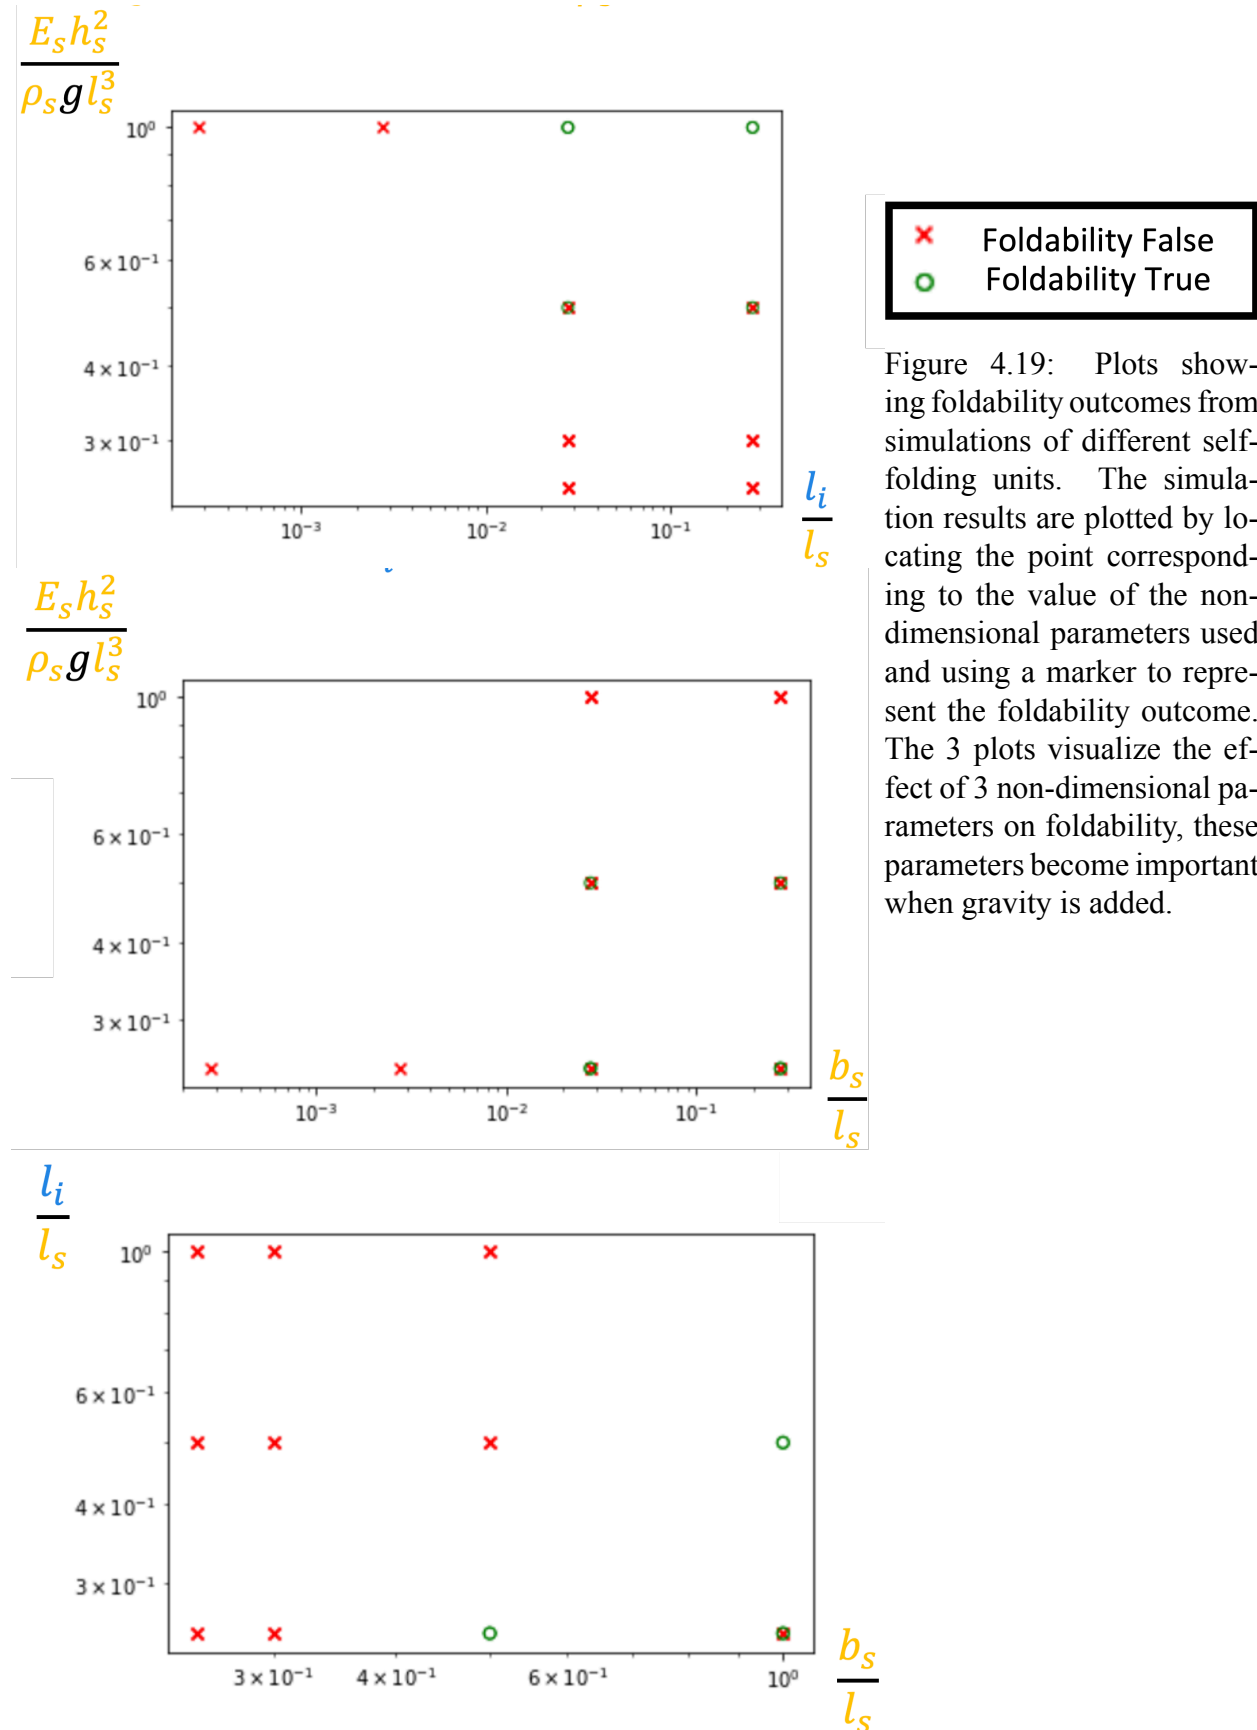 E_s h_s^2
ρ_s g l_s^3
10^0
6 × 10^-1
4 × 10^-1
3 × 10^-1
10^-3 10^-2 10^-1
l_i
l_s
Foldability False
Foldability True
Figure 4.19: Plots show-
ing foldability outcomes from
simulations of different self-
folding units. The simula-
tion results are plotted by lo-
cating the point correspond-
ing to the value of the non-
dimensional parameters used
and using a marker to repre-
sent the foldability outcome.
The 3 plots visualize the ef-
fect of 3 non-dimensional pa-
rameters on foldability, these
parameters become important
when gravity is added.
E_s h_s^2
ρ_s g l_s^3
10^0
6 × 10^-1
4 × 10^-1
3 × 10^-1
10^-3 10^-2 10^-1
b_s
l_s
l_i
l_s
10^0
6 × 10^-1
4 × 10^-1
3 × 10^-1
3 × 10^-1 4 × 10^-1 6 × 10^-1 10^0
b_s
l_s